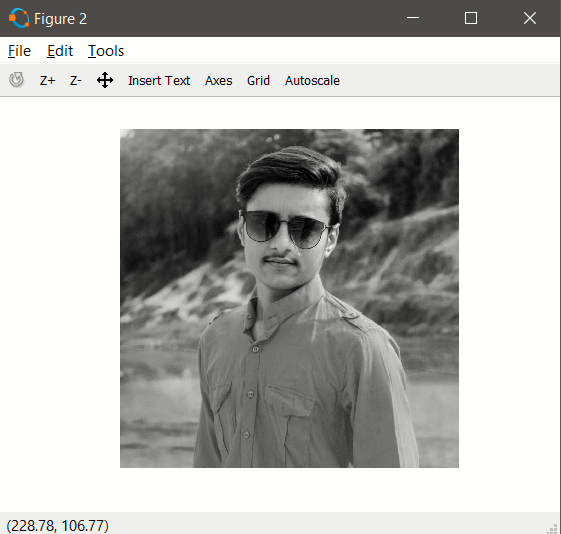 Figure 2
File Edit Tools
Z+ Z- Insert Text Axes Grid Autoscale
(228.78, 106.77)